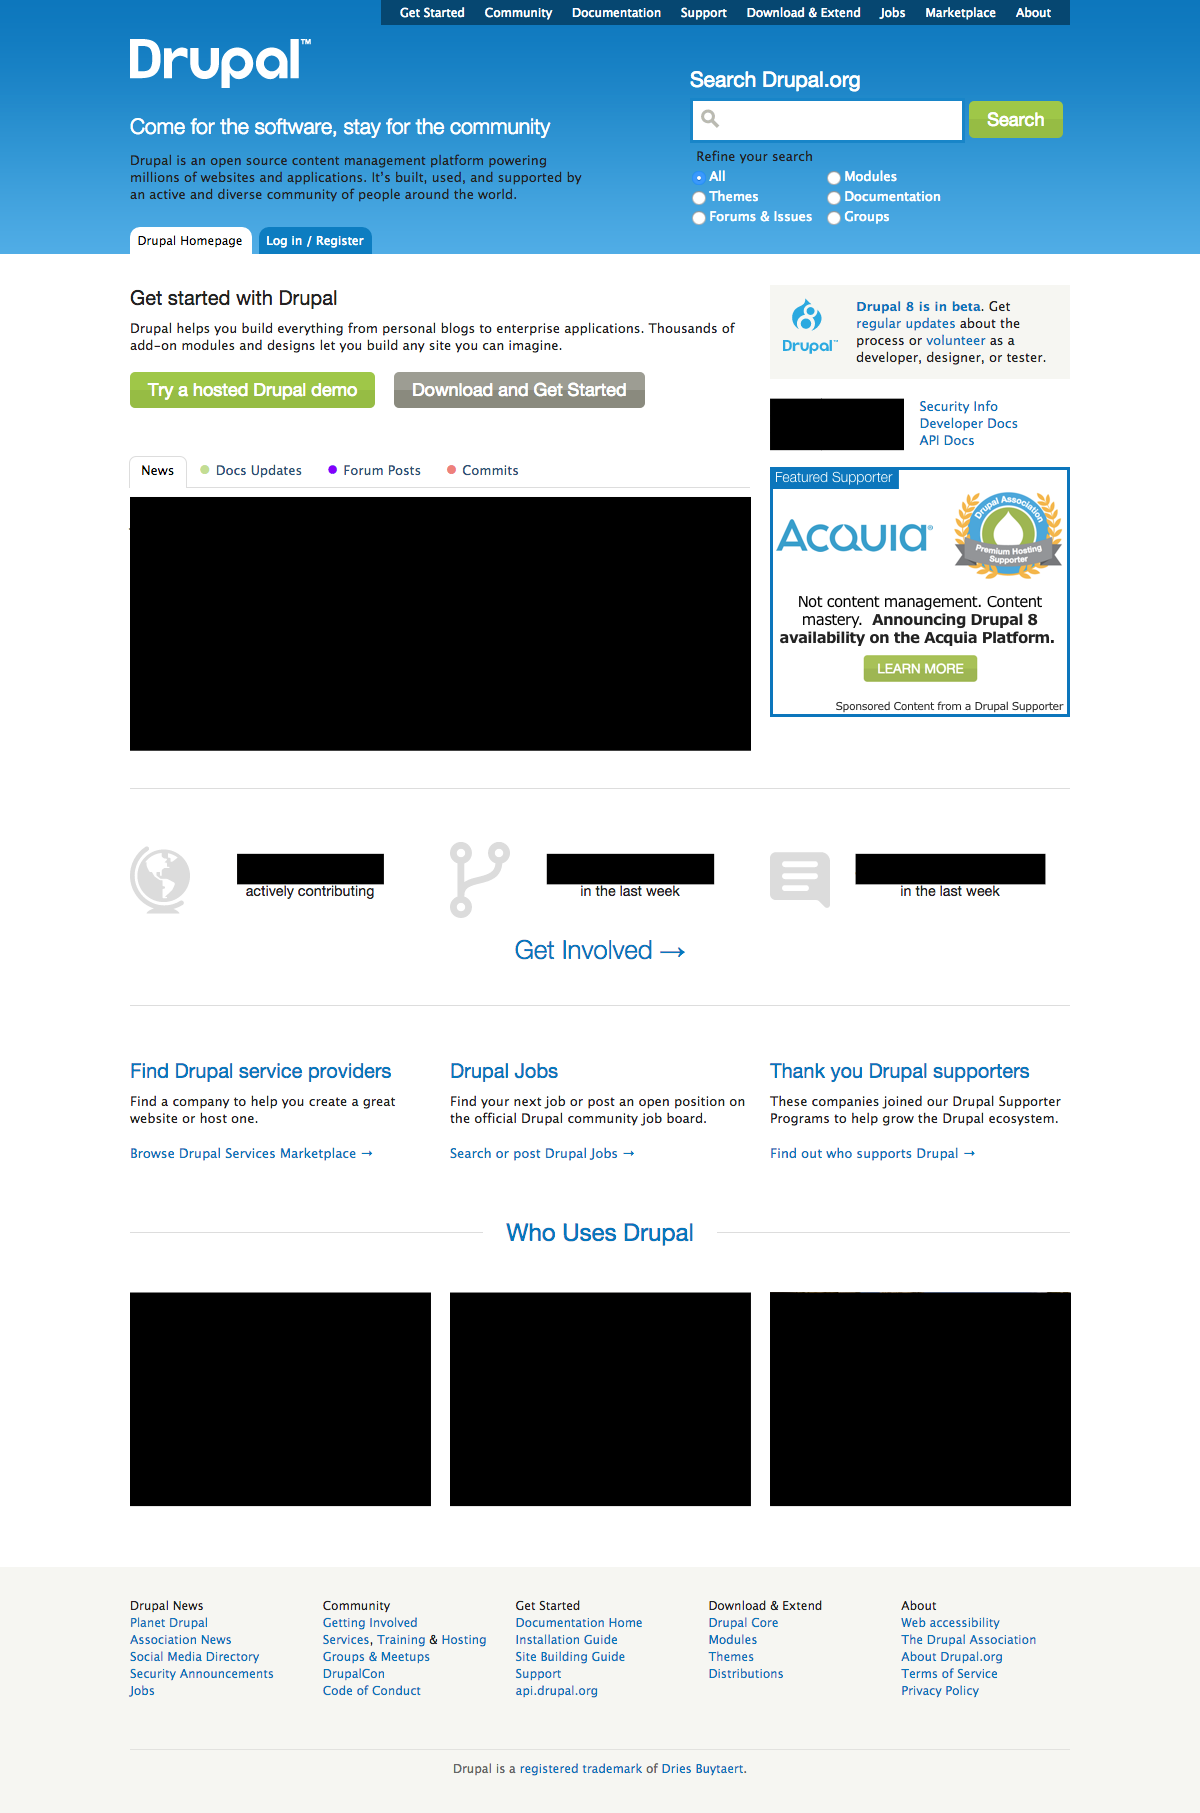 Get Started Community Documentation Support Download & Extend Jobs Marketplace About
Drupal™
Come for the software, stay for the community
Drupal is an open source content management platform powering
millions of websites and applications. It's built, used, and supported by
an active and diverse community of people around the world.
Search Drupal.org
Search
Refine your search
All Modules
Themes Documentation
Forums & Issues Groups
Drupal Homepage Log in / Register
Get started with Drupal
Drupal helps you build everything from personal blogs to enterprise applications. Thousands of
add-on modules and designs let you build any site you can imagine.
Try a hosted Drupal demo Download and Get Started
Drupal™
Drupal 8 is in beta. Get
regular updates about the
process or volunteer as a
developer, designer, or tester.
Security Info
Developer Docs
API Docs
News Docs Updates Forum Posts Commits
Featured Supporter
Acquia®
Drupal Association
Premium Hosting
Supporter
Not content management. Content
mastery. Announcing Drupal 8
availability on the Acquia Platform.
LEARN MORE
Sponsored Content from a Drupal Supporter
actively contributing
in the last week
in the last week
Get Involved →
Find Drupal service providers
Find a company to help you create a great
website or host one.
Browse Drupal Services Marketplace →
Drupal Jobs
Find your next job or post an open position on
the official Drupal community job board.
Search or post Drupal Jobs →
Thank you Drupal supporters
These companies joined our Drupal Supporter
Programs to help grow the Drupal ecosystem.
Find out who supports Drupal →
Who Uses Drupal
Drupal News
Planet Drupal
Association News
Social Media Directory
Security Announcements
Jobs
Community
Getting Involved
Services, Training & Hosting
Groups & Meetups
DrupalCon
Code of Conduct
Get Started
Documentation Home
Installation Guide
Site Building Guide
Support
api.drupal.org
Download & Extend
Drupal Core
Modules
Themes
Distributions
About
Web accessibility
The Drupal Association
About Drupal.org
Terms of Service
Privacy Policy
Drupal is a registered trademark of Dries Buytaert.